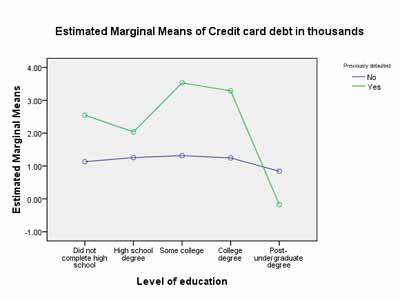 Estimated Marginal Means of Credit card debt in thousands
Previously defaulted
No
Yes
Estimated Marginal Means
4.00
3.00
2.00
1.00
0.00
-1.00
Did not
complete high
school
High school
degree
Some college
College
degree
Post-
undergraduate
degree
Level of education